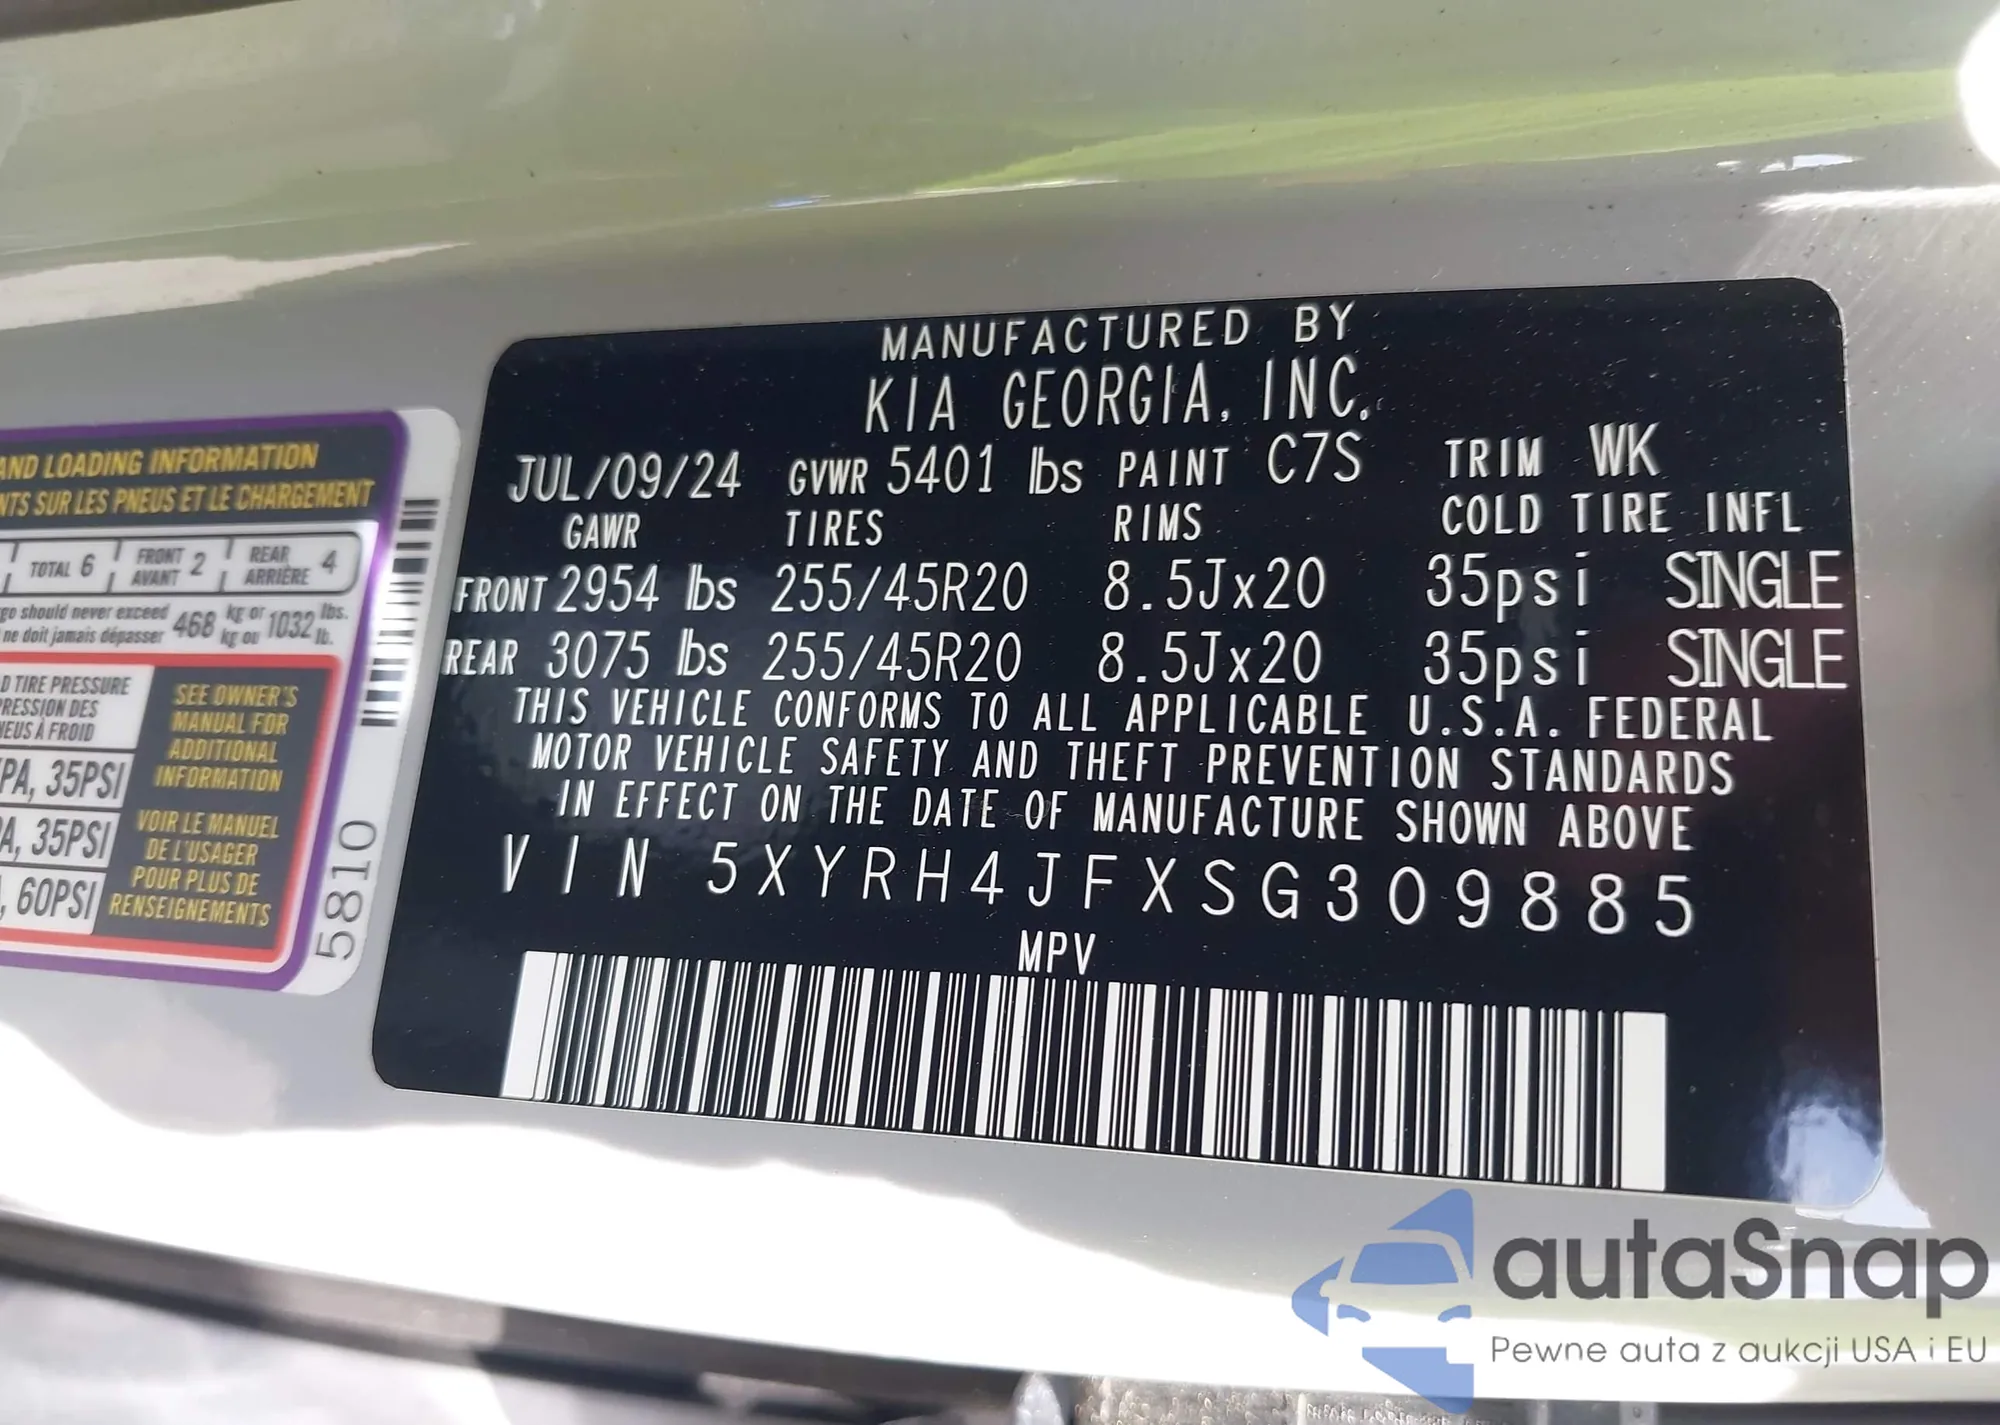 MANUFACTURED BY
KIA GEORGIA, INC.
JUL/09/24 GVWR 5401 lbs PAINT C7S TRIM WK
GAWR TIRES RIMS COLD TIRE INFL
FRONT 2954 lbs 255/45R20 8.5Jx20 35psi SINGLE
REAR 3075 lbs 255/45R20 8.5Jx20 35psi SINGLE
THIS VEHICLE CONFORMS TO ALL APPLICABLE U.S.A. FEDERAL
MOTOR VEHICLE SAFETY AND THEFT PREVENTION STANDARDS
IN EFFECT ON THE DATE OF MANUFACTURE SHOWN ABOVE
VIN 5XYRH4JFXSG309885
MPV
AND LOADING INFORMATION
NTS SUR LES PNEUS ET LE CHARGEMENT
TOTAL 6 FRONT AVANT 2 REAR ARRIÈRE 4
go should never exceed 468 kg or 1032 lbs.
ne doit jamais dépasser kg ou lb.
D TIRE PRESSURE
RESSION DES
NEUS À FROID
PA, 35PSI
A, 35PSI
, 60PSI
SEE OWNER'S
MANUAL FOR
ADDITIONAL
INFORMATION
VOIR LE MANUEL
DE L'USAGER
POUR PLUS DE
RENSEIGNEMENTS
5810
autaSnap
Pewne auta z aukcji USA i EU